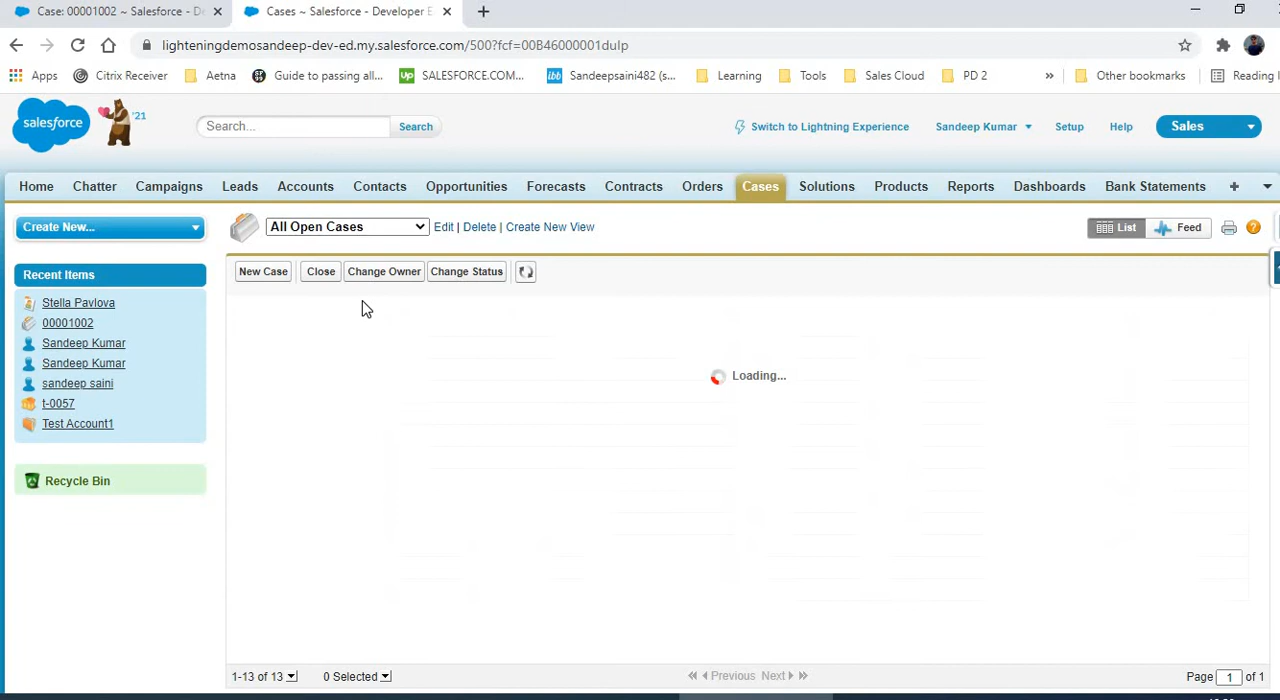 Case: 00001002 ~ Salesforce - De
Cases ~ Salesforce - Developer E
lighteningdemosandeep-dev-ed.my.salesforce.com/500?fcf=00B46000001dulp
Apps
Citrix Receiver
Aetna
Guide to passing all...
SALESFORCE.COM...
Sandeepsaini482 (s...
Learning
Tools
Sales Cloud
PD 2
»
Other bookmarks
Reading l
salesforce
'21
Search...
Search
Switch to Lightning Experience
Sandeep Kumar
Setup
Help
Sales
Home
Chatter
Campaigns
Leads
Accounts
Contacts
Opportunities
Forecasts
Contracts
Orders
Cases
Solutions
Products
Reports
Dashboards
Bank Statements
+
Create New...
All Open Cases
Edit | Delete | Create New View
List
Feed
Recent Items
New Case
Close
Change Owner
Change Status
Stella Pavlova
00001002
Sandeep Kumar
Sandeep Kumar
sandeep saini
t-0057
Test Account1
Loading...
Recycle Bin
1-13 of 13
0 Selected
Previous
Next
Page 1 of 1